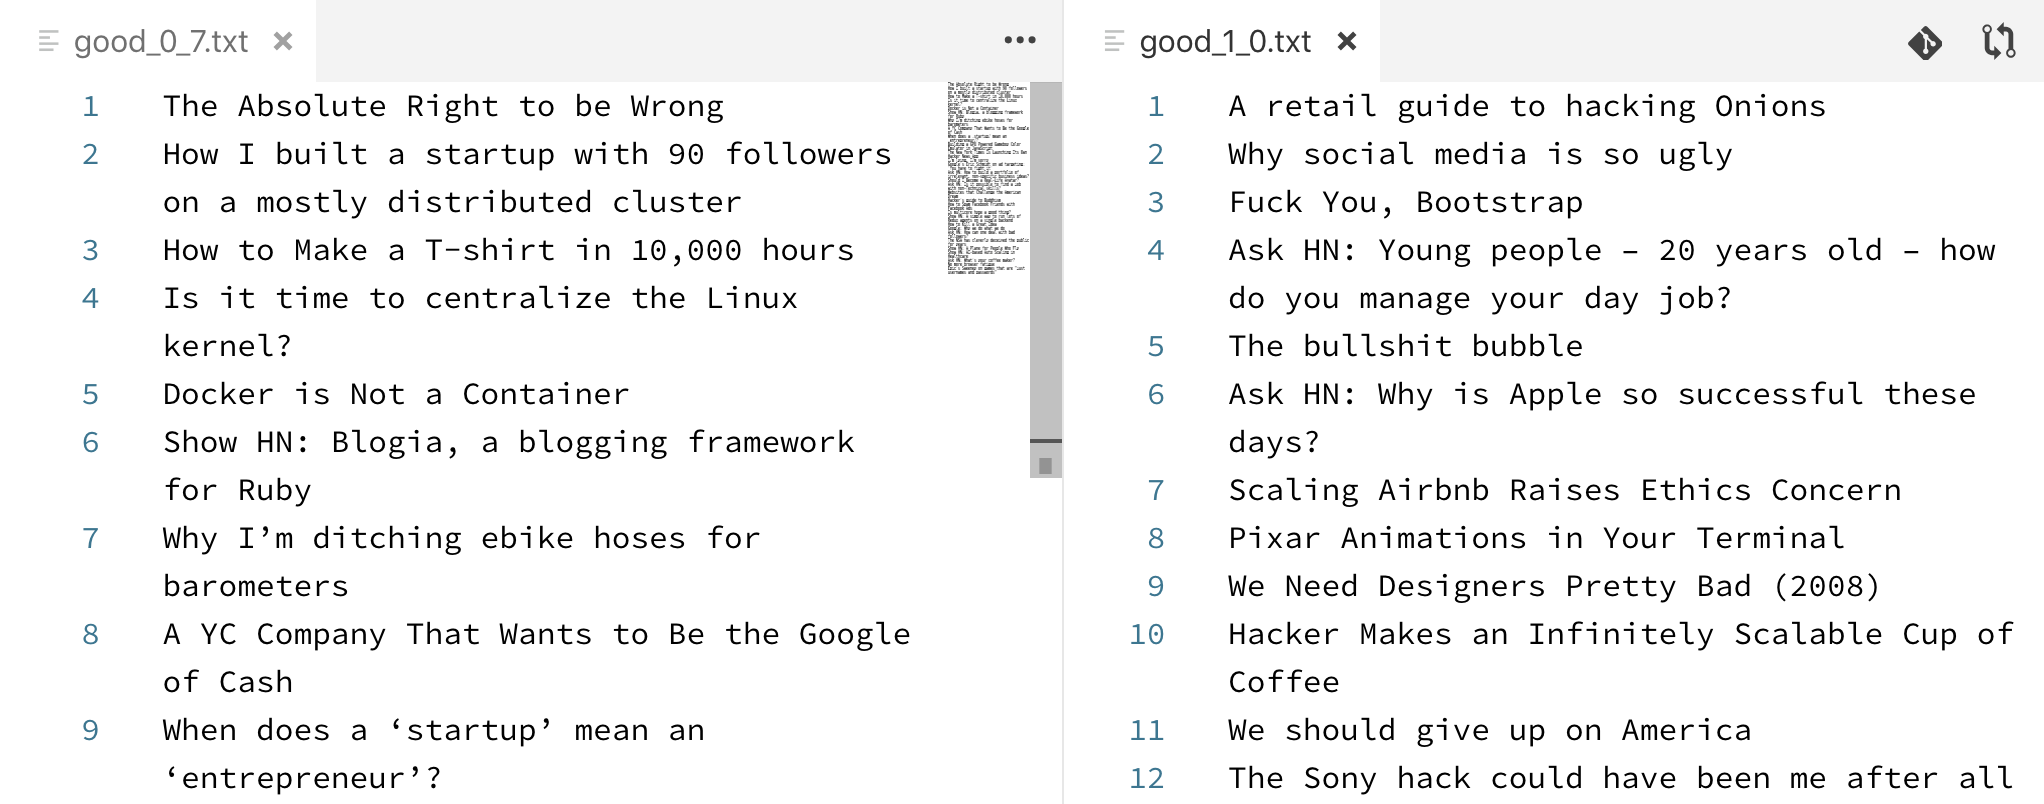 good_0_7.txt
1 The Absolute Right to be Wrong
2 How I built a startup with 90 followers
on a mostly distributed cluster
3 How to Make a T-shirt in 10,000 hours
4 Is it time to centralize the Linux
kernel?
5 Docker is Not a Container
6 Show HN: Blogia, a blogging framework
for Ruby
7 Why I’m ditching ebike hoses for
barometers
8 A YC Company That Wants to Be the Google
of Cash
9 When does a ‘startup’ mean an
‘entrepreneur’?
good_1_0.txt
1 A retail guide to hacking Onions
2 Why social media is so ugly
3 Fuck You, Bootstrap
4 Ask HN: Young people – 20 years old – how
do you manage your day job?
5 The bullshit bubble
6 Ask HN: Why is Apple so successful these
days?
7 Scaling Airbnb Raises Ethics Concern
8 Pixar Animations in Your Terminal
9 We Need Designers Pretty Bad (2008)
10 Hacker Makes an Infinitely Scalable Cup of
Coffee
11 We should give up on America
12 The Sony hack could have been me after all